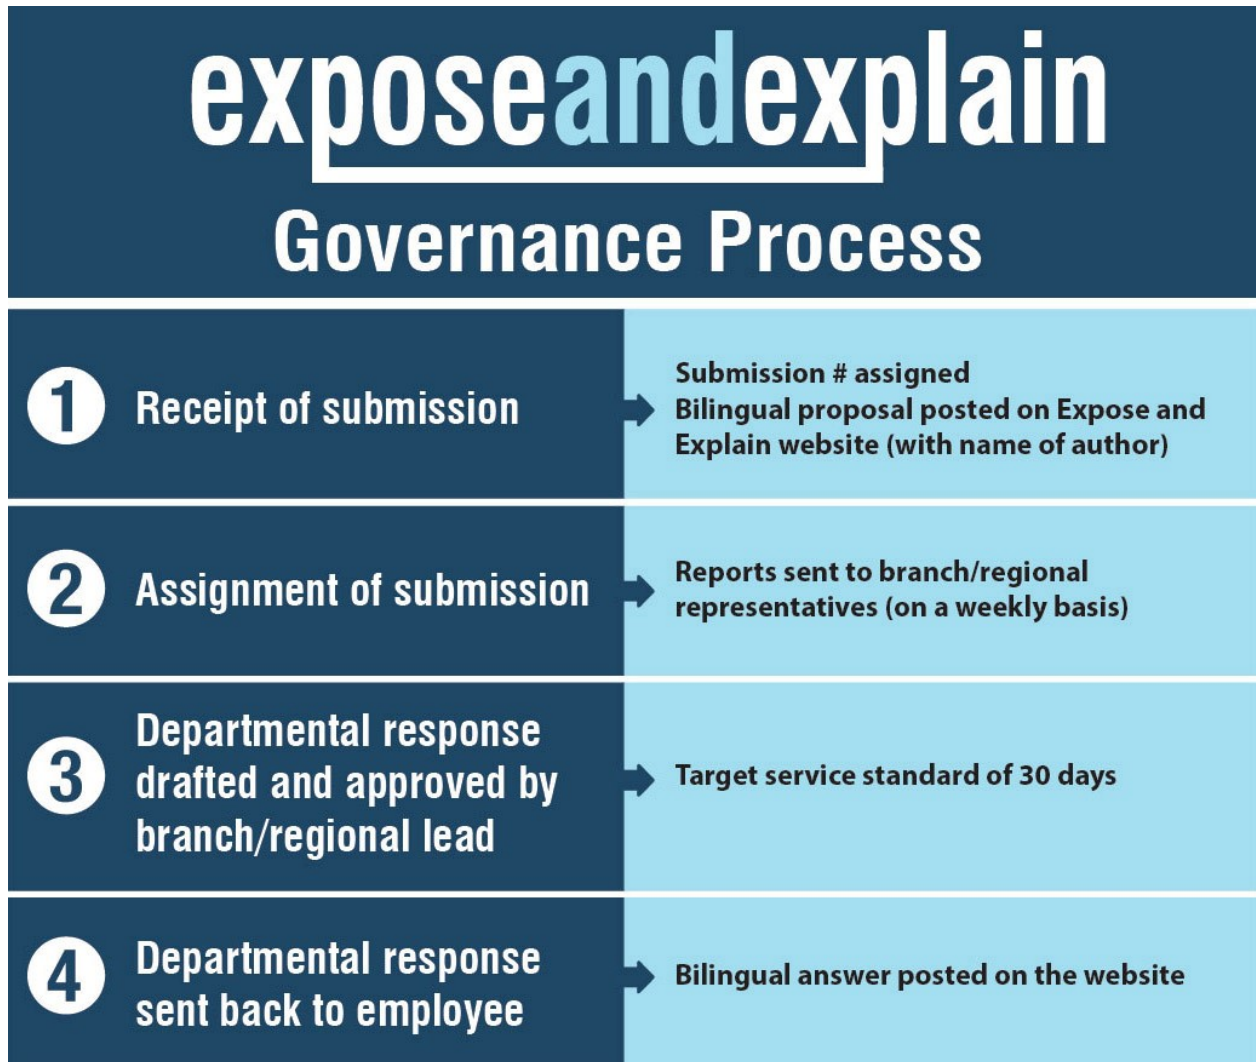 exposeandexplain
Governance Process
1
Receipt of submission
Submission # assigned
Bilingual proposal posted on Expose and
Explain website (with name of author)
2
Assignment of submission
Reports sent to branch/regional
representatives (on a weekly basis)
3
Departmental response
drafted and approved by
branch/regional lead
Target service standard of 30 days
4
Departmental response
sent back to employee
Bilingual answer posted on the website